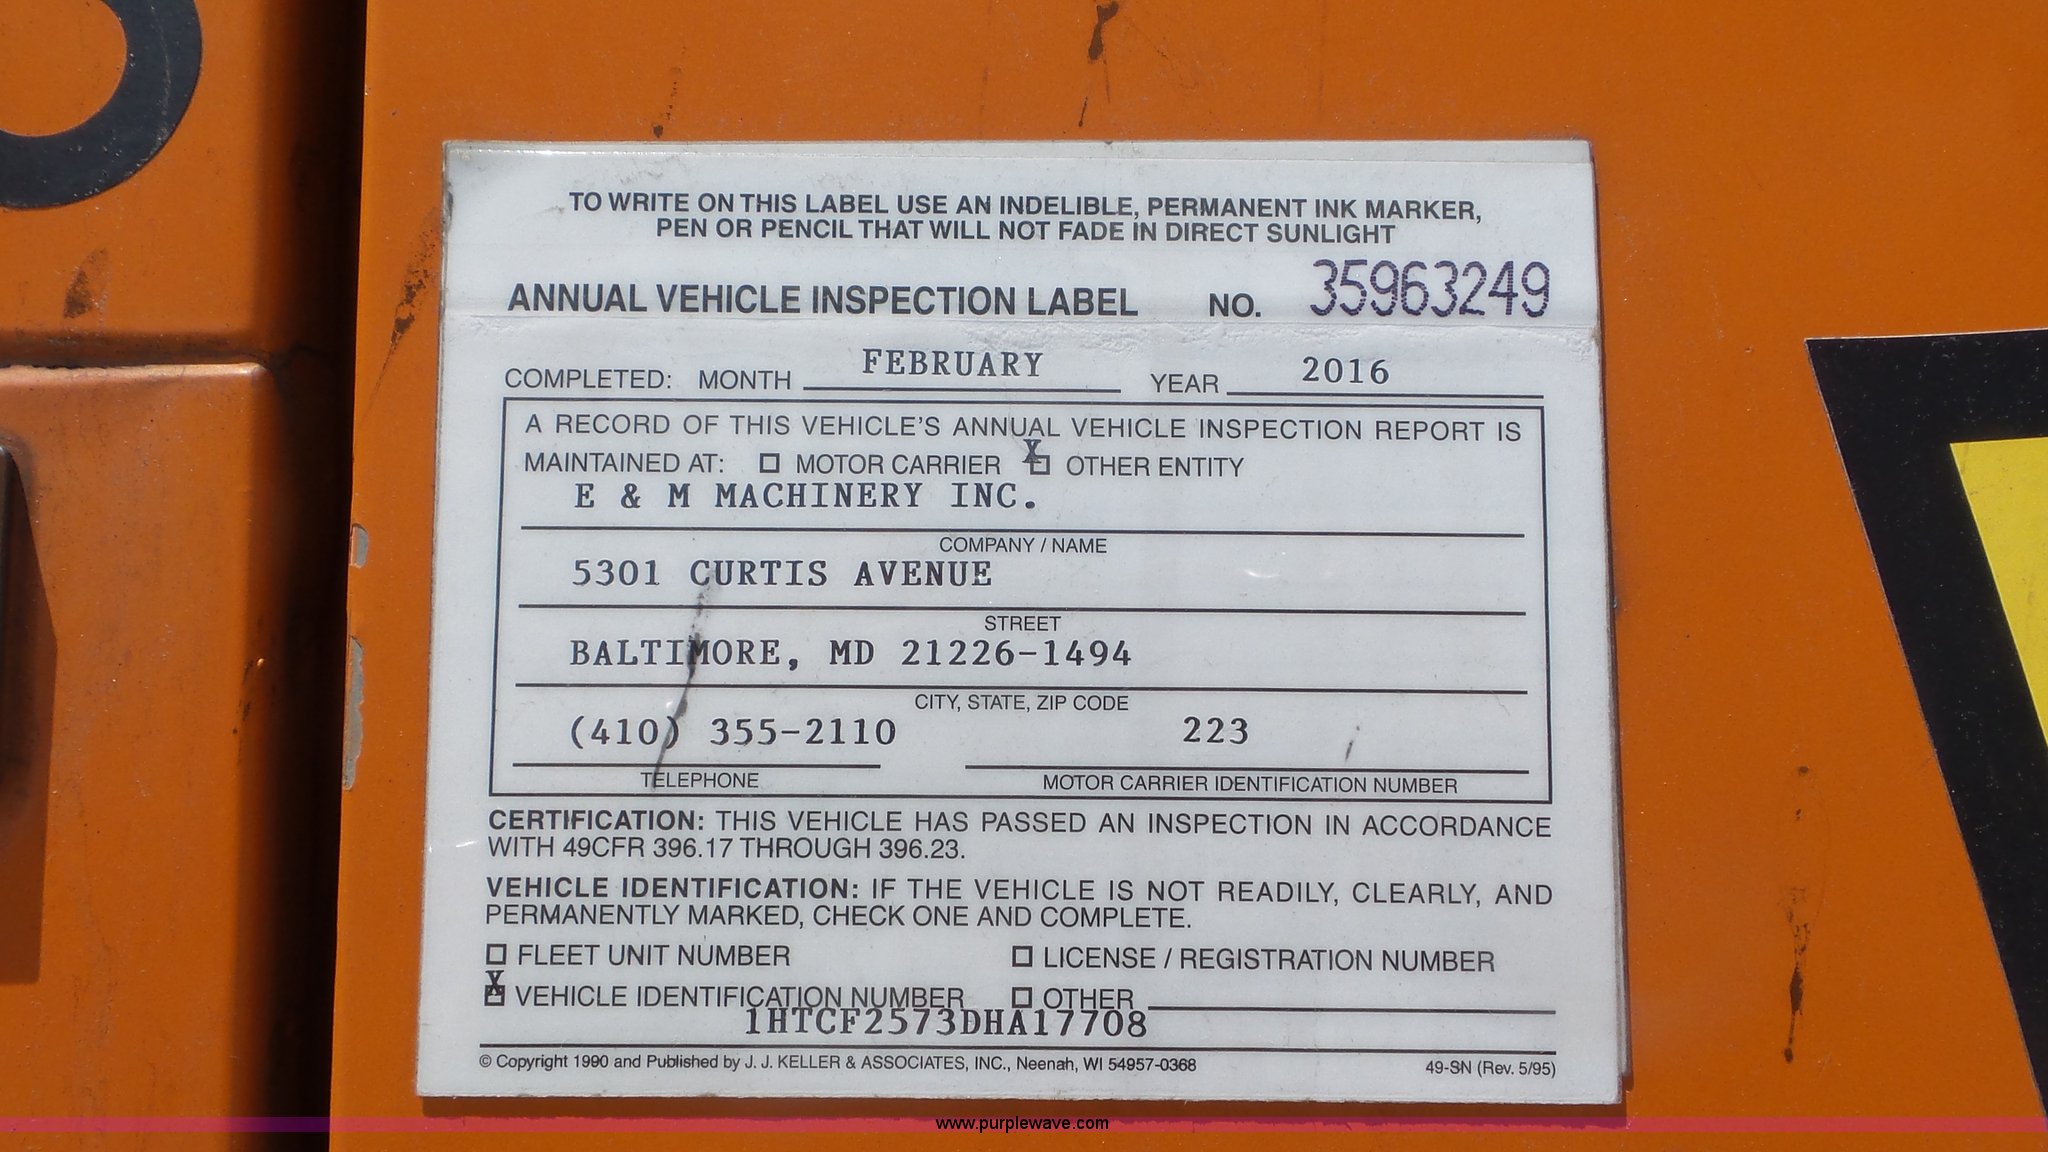 TO WRITE ON THIS LABEL USE AN INDELIBLE, PERMANENT INK MARKER,
PEN OR PENCIL THAT WILL NOT FADE IN DIRECT SUNLIGHT
ANNUAL VEHICLE INSPECTION LABEL NO. 35963249
COMPLETED: MONTH FEBRUARY YEAR 2016
A RECORD OF THIS VEHICLE'S ANNUAL VEHICLE INSPECTION REPORT IS
MAINTAINED AT: ☐ MOTOR CARRIER X☐ OTHER ENTITY
E & M MACHINERY INC.
COMPANY / NAME
5301 CURTIS AVENUE
STREET
BALTIMORE, MD 21226-1494
CITY, STATE, ZIP CODE
(410) 355-2110 223
TELEPHONE MOTOR CARRIER IDENTIFICATION NUMBER
CERTIFICATION: THIS VEHICLE HAS PASSED AN INSPECTION IN ACCORDANCE
WITH 49CFR 396.17 THROUGH 396.23.
VEHICLE IDENTIFICATION: IF THE VEHICLE IS NOT READILY, CLEARLY, AND
PERMANENTLY MARKED, CHECK ONE AND COMPLETE.
☐ FLEET UNIT NUMBER ☐ LICENSE / REGISTRATION NUMBER
X☐ VEHICLE IDENTIFICATION NUMBER ☐ OTHER
1HTCF2573DHA17708
© Copyright 1990 and Published by J. J. KELLER & ASSOCIATES, INC., Neenah, WI 54957-0368 49-SN (Rev. 5/95)
www.purplewave.com